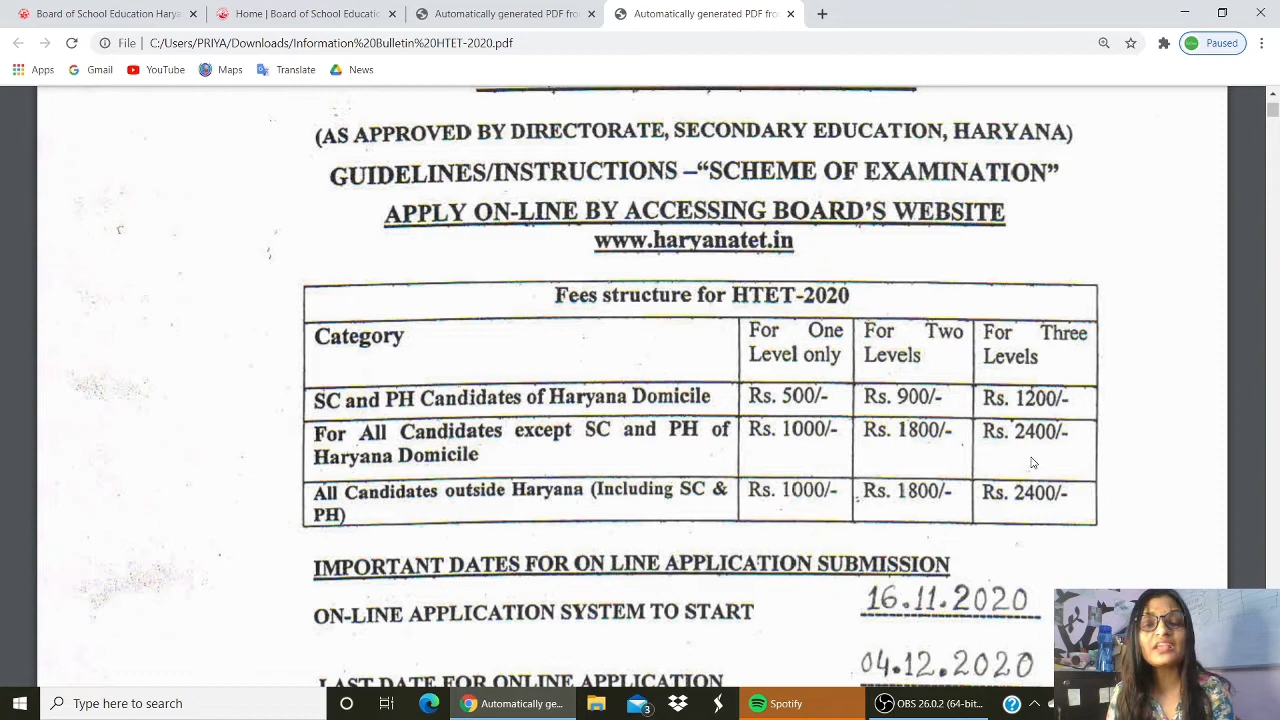 Board of School Education Harya
Home | Board of School Educatio
Automatically generated PDF fro
Automatically generated PDF fro
File | C:/Users/PRIYA/Downloads/Information%20Bulletin%20HTET-2020.pdf
Paused
Apps Gmail YouTube Maps Translate News
(AS APPROVED BY DIRECTORATE, SECONDARY EDUCATION, HARYANA)
GUIDELINES/INSTRUCTIONS –“SCHEME OF EXAMINATION”
APPLY ON-LINE BY ACCESSING BOARD’S WEBSITE
www.haryanatet.in
Fees structure for HTET-2020
Category
For One
Level only
For Two
Levels
For Three
Levels
SC and PH Candidates of Haryana Domicile Rs. 500/- Rs. 900/- Rs. 1200/-
For All Candidates except SC and PH of
Haryana Domicile
Rs. 1000/- Rs. 1800/- Rs. 2400/-
All Candidates outside Haryana (Including SC &
PH)
Rs. 1000/- Rs. 1800/- Rs. 2400/-
IMPORTANT DATES FOR ON LINE APPLICATION SUBMISSION
ON-LINE APPLICATION SYSTEM TO START 16.11.2020
LAST DATE FOR ONLINE APPLICATION 04.12.2020
Type here to search
Automatically ge...
3
Spotify
OBS 26.0.2 (64-bit...